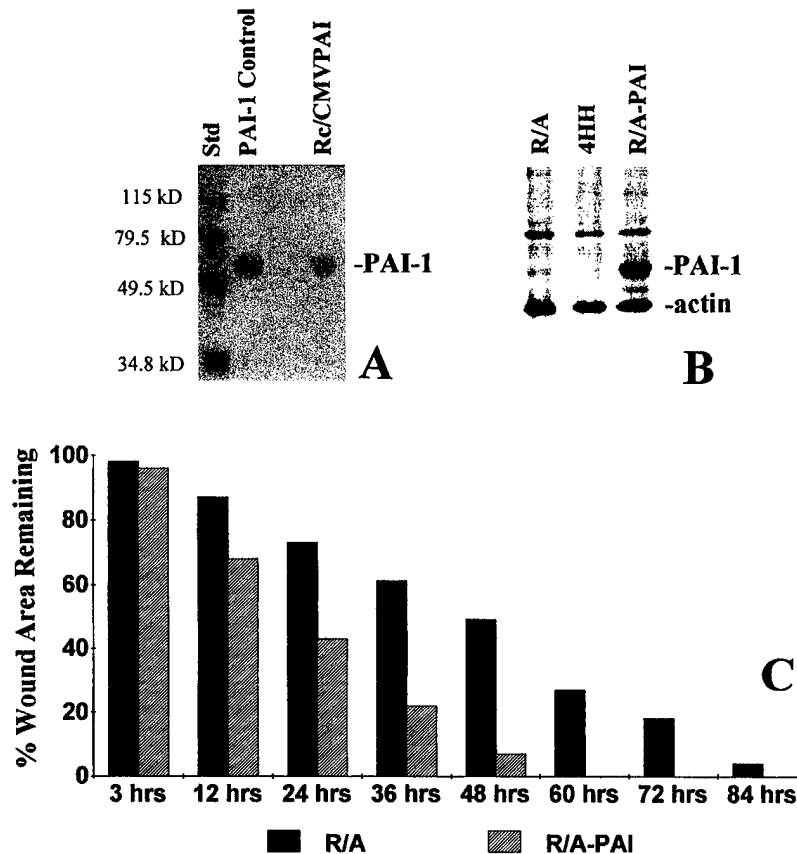 Std
PAI-1 Control
Rc/CMVPAI
115 kD
79.5 kD
49.5 kD
34.8 kD
-PAI-1
A
R/A
4HH
R/A-PAI
-PAI-1
-actin
B
% Wound Area Remaining
100
80
60
40
20
0
3 hrs 12 hrs 24 hrs 36 hrs 48 hrs 60 hrs 72 hrs 84 hrs
C
R/A R/A-PAI